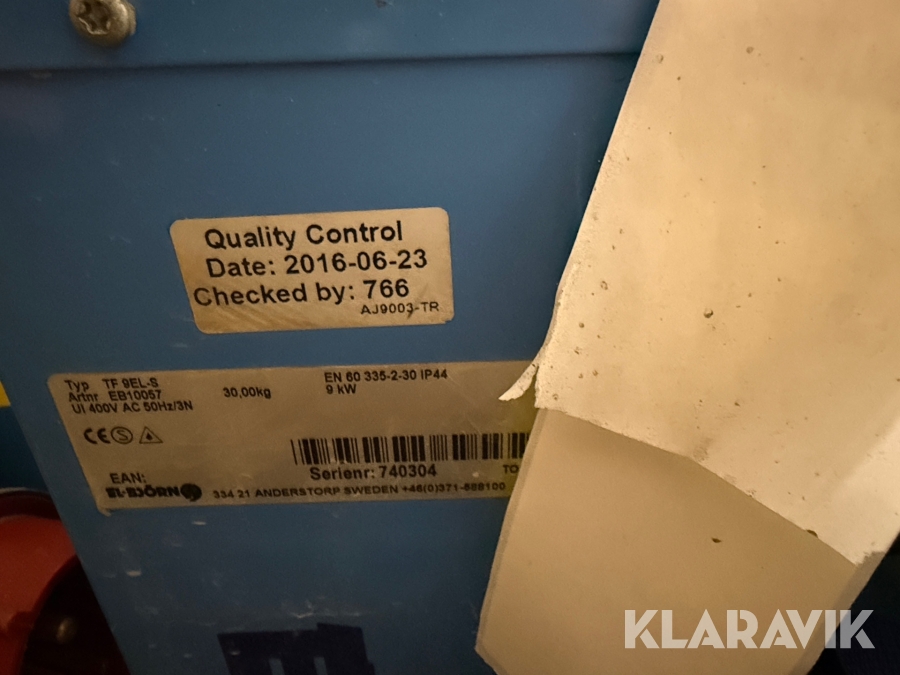 Quality Control
Date: 2016-06-23
Checked by: 766
AJ9003-TR
Typ TF 9EL-S
Artnr EB10057
UI 400V AC 50Hz/3N
30,00kg
EN 60 335-2-30 IP44
9 kW
CE S
Serienr: 740304
TO
EAN:
EL-BJÖRN
334 21 ANDERSTORP SWEDEN +46(0)371-588100
KLARAVIK